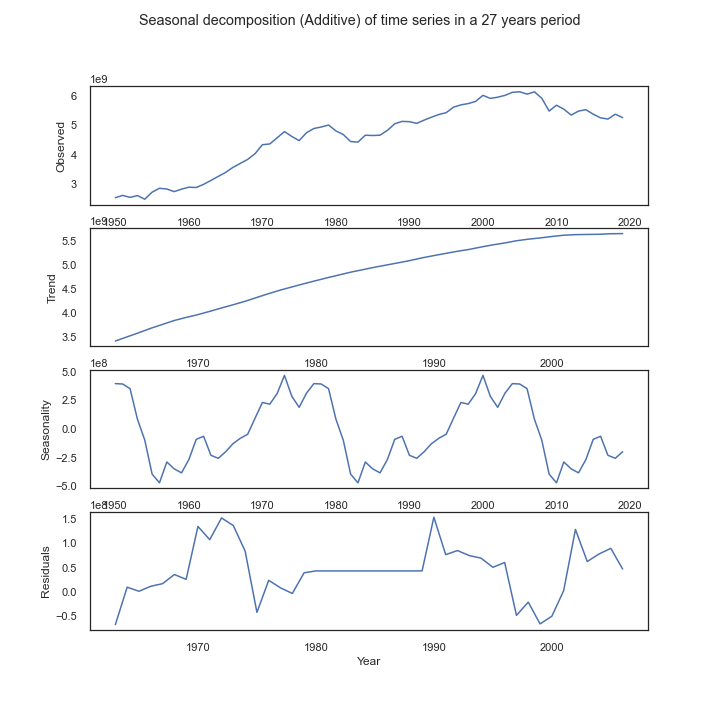 Seasonal decomposition (Additive) of time series in a 27 years period
1e9
6
5
4
3
Observed
1950 1960 1970 1980 1990 2000 2010 2020
1e9
5.5
5.0
4.5
4.0
3.5
Trend
1970 1980 1990 2000
1e8
5.0
2.5
0.0
−2.5
−5.0
Seasonality
1950 1960 1970 1980 1990 2000 2010 2020
1.5
1.0
0.5
0.0
−0.5
Residuals
1970 1980 1990 2000
Year